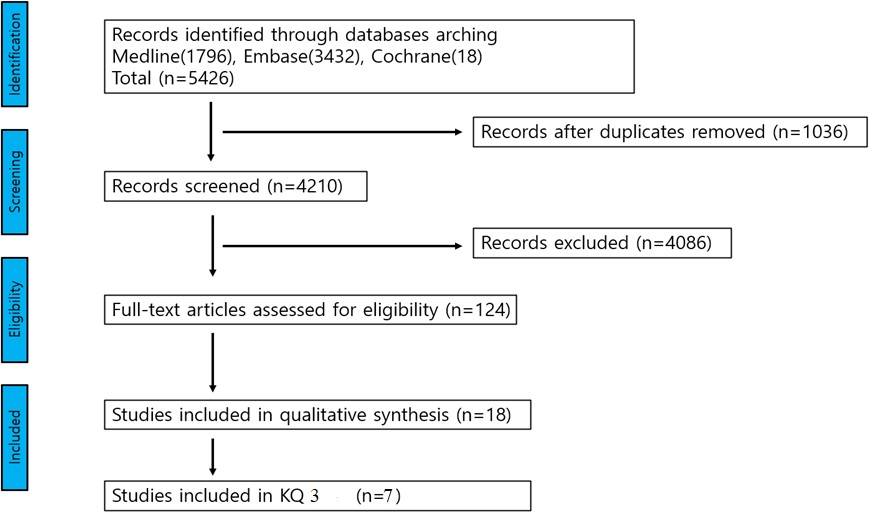 Identification
Records identified through databases arching
Medline(1796), Embase(3432), Cochrane(18)
Total (n=5426)
Records after duplicates removed (n=1036)
Screening
Records screened (n=4210)
Records excluded (n=4086)
Eligibility
Full-text articles assessed for eligibility (n=124)
Included
Studies included in qualitative synthesis (n=18)
Studies included in KQ 3 (n=7)